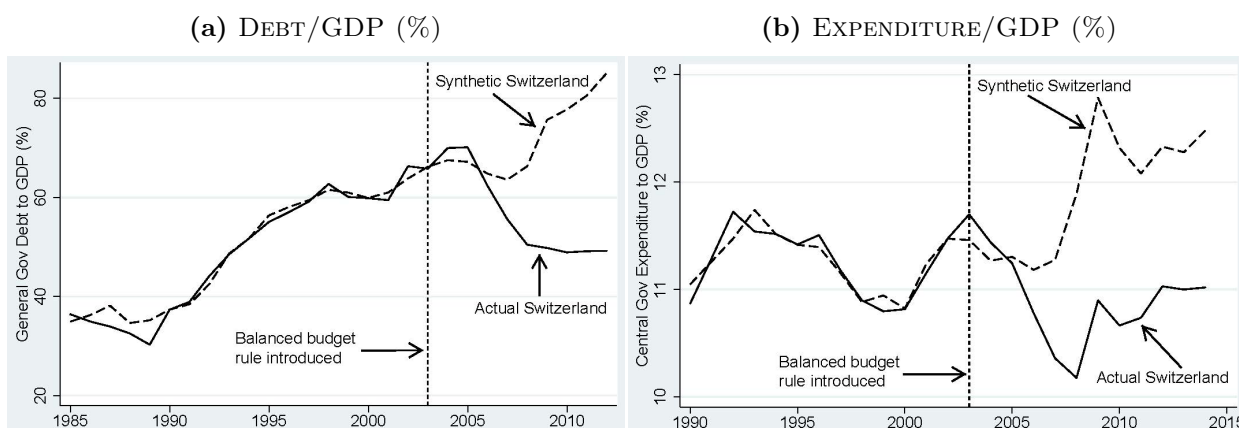 (a) DEBT/GDP (%)
General Gov Debt to GDP (%)
80
60
40
20
Synthetic Switzerland
Actual Switzerland
Balanced budget
rule introduced
1985 1990 1995 2000 2005 2010
(b) EXPENDITURE/GDP (%)
Central Gov Expenditure to GDP (%)
13
12
11
10
Synthetic Switzerland
Balanced budget
rule introduced
Actual Switzerland
1990 1995 2000 2005 2010 2015